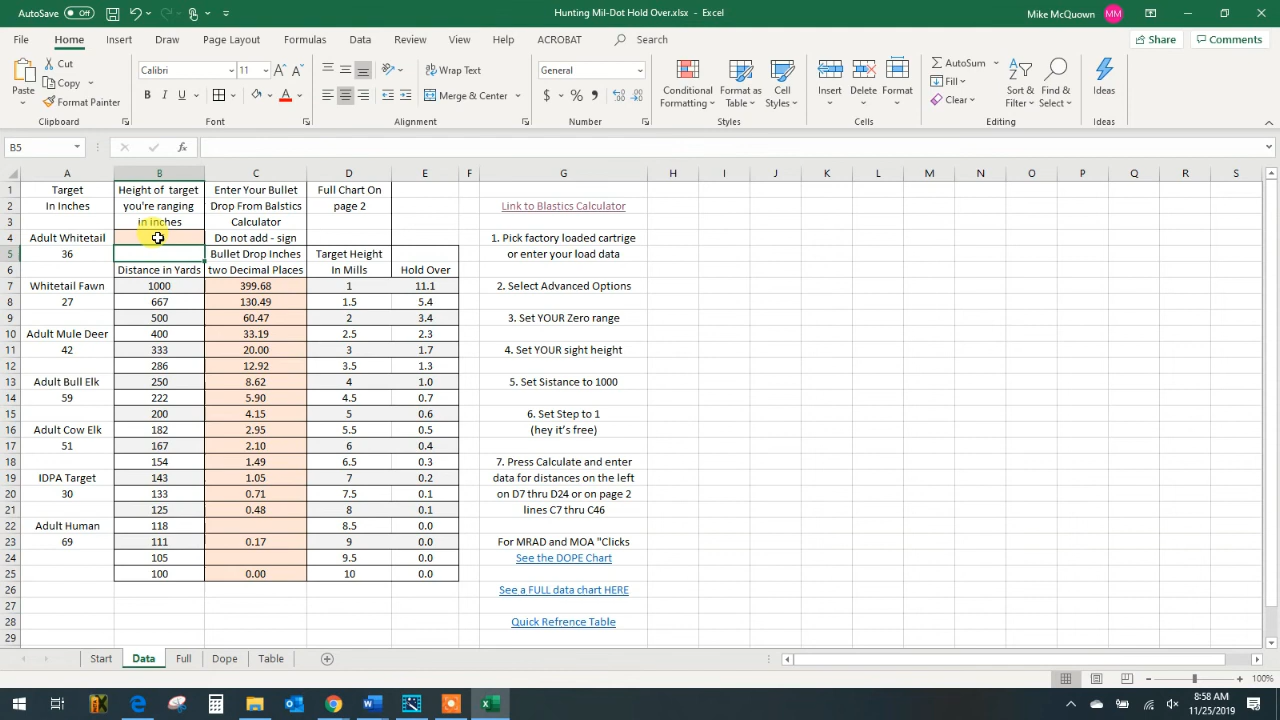 AutoSave Off
Hunting Mil-Dot Hold Over.xlsx - Excel
Mike McQuown MM
File Home Insert Draw Page Layout Formulas Data Review View Help ACROBAT Search Share Comments
Paste Cut Copy Format Painter
Calibri 11 Wrap Text General
B I U A Merge & Center $ % 9
Conditional Formatting Format as Table Cell Styles Insert Delete Format
AutoSum Fill Clear Sort & Filter Find & Select Ideas
Clipboard Font Alignment Number Styles Cells Editing Ideas
B5 fx
A B C D E F G H I J K L M N O P Q R S
1 Target Height of target Enter Your Bullet Full Chart On
2 In Inches you're ranging Drop From Balstics page 2 Link to Blastics Calculator
3 in inches Calculator
4 Adult Whitetail Do not add - sign 1. Pick factory loaded cartrige
5 36 Bullet Drop Inches Target Height or enter your load data
6 Distance in Yards two Decimal Places In Mills Hold Over
7 Whitetail Fawn 1000 399.68 1 11.1 2. Select Advanced Options
8 27 667 130.49 1.5 5.4
9 500 60.47 2 3.4 3. Set YOUR Zero range
10 Adult Mule Deer 400 33.19 2.5 2.3
11 42 333 20.00 3 1.7 4. Set YOUR sight height
12 286 12.92 3.5 1.3
13 Adult Bull Elk 250 8.62 4 1.0 5. Set Sistance to 1000
14 59 222 5.90 4.5 0.7
15 200 4.15 5 0.6 6. Set Step to 1
16 Adult Cow Elk 182 2.95 5.5 0.5 (hey it's free)
17 51 167 2.10 6 0.4
18 154 1.49 6.5 0.3 7. Press Calculate and enter
19 IDPA Target 143 1.05 7 0.2 data for distances on the left
20 30 133 0.71 7.5 0.1 on D7 thru D24 or on page 2
21 125 0.48 8 0.1 lines C7 thru C46
22 Adult Human 118 8.5 0.0
23 69 111 0.17 9 0.0 For MRAD and MOA "Clicks
24 105 9.5 0.0 See the DOPE Chart
25 100 0.00 10 0.0
26 See a FULL data chart HERE
27
28 Quick Refrence Table
29
Start Data Full Dope Table
100%
8:58 AM
11/25/2019